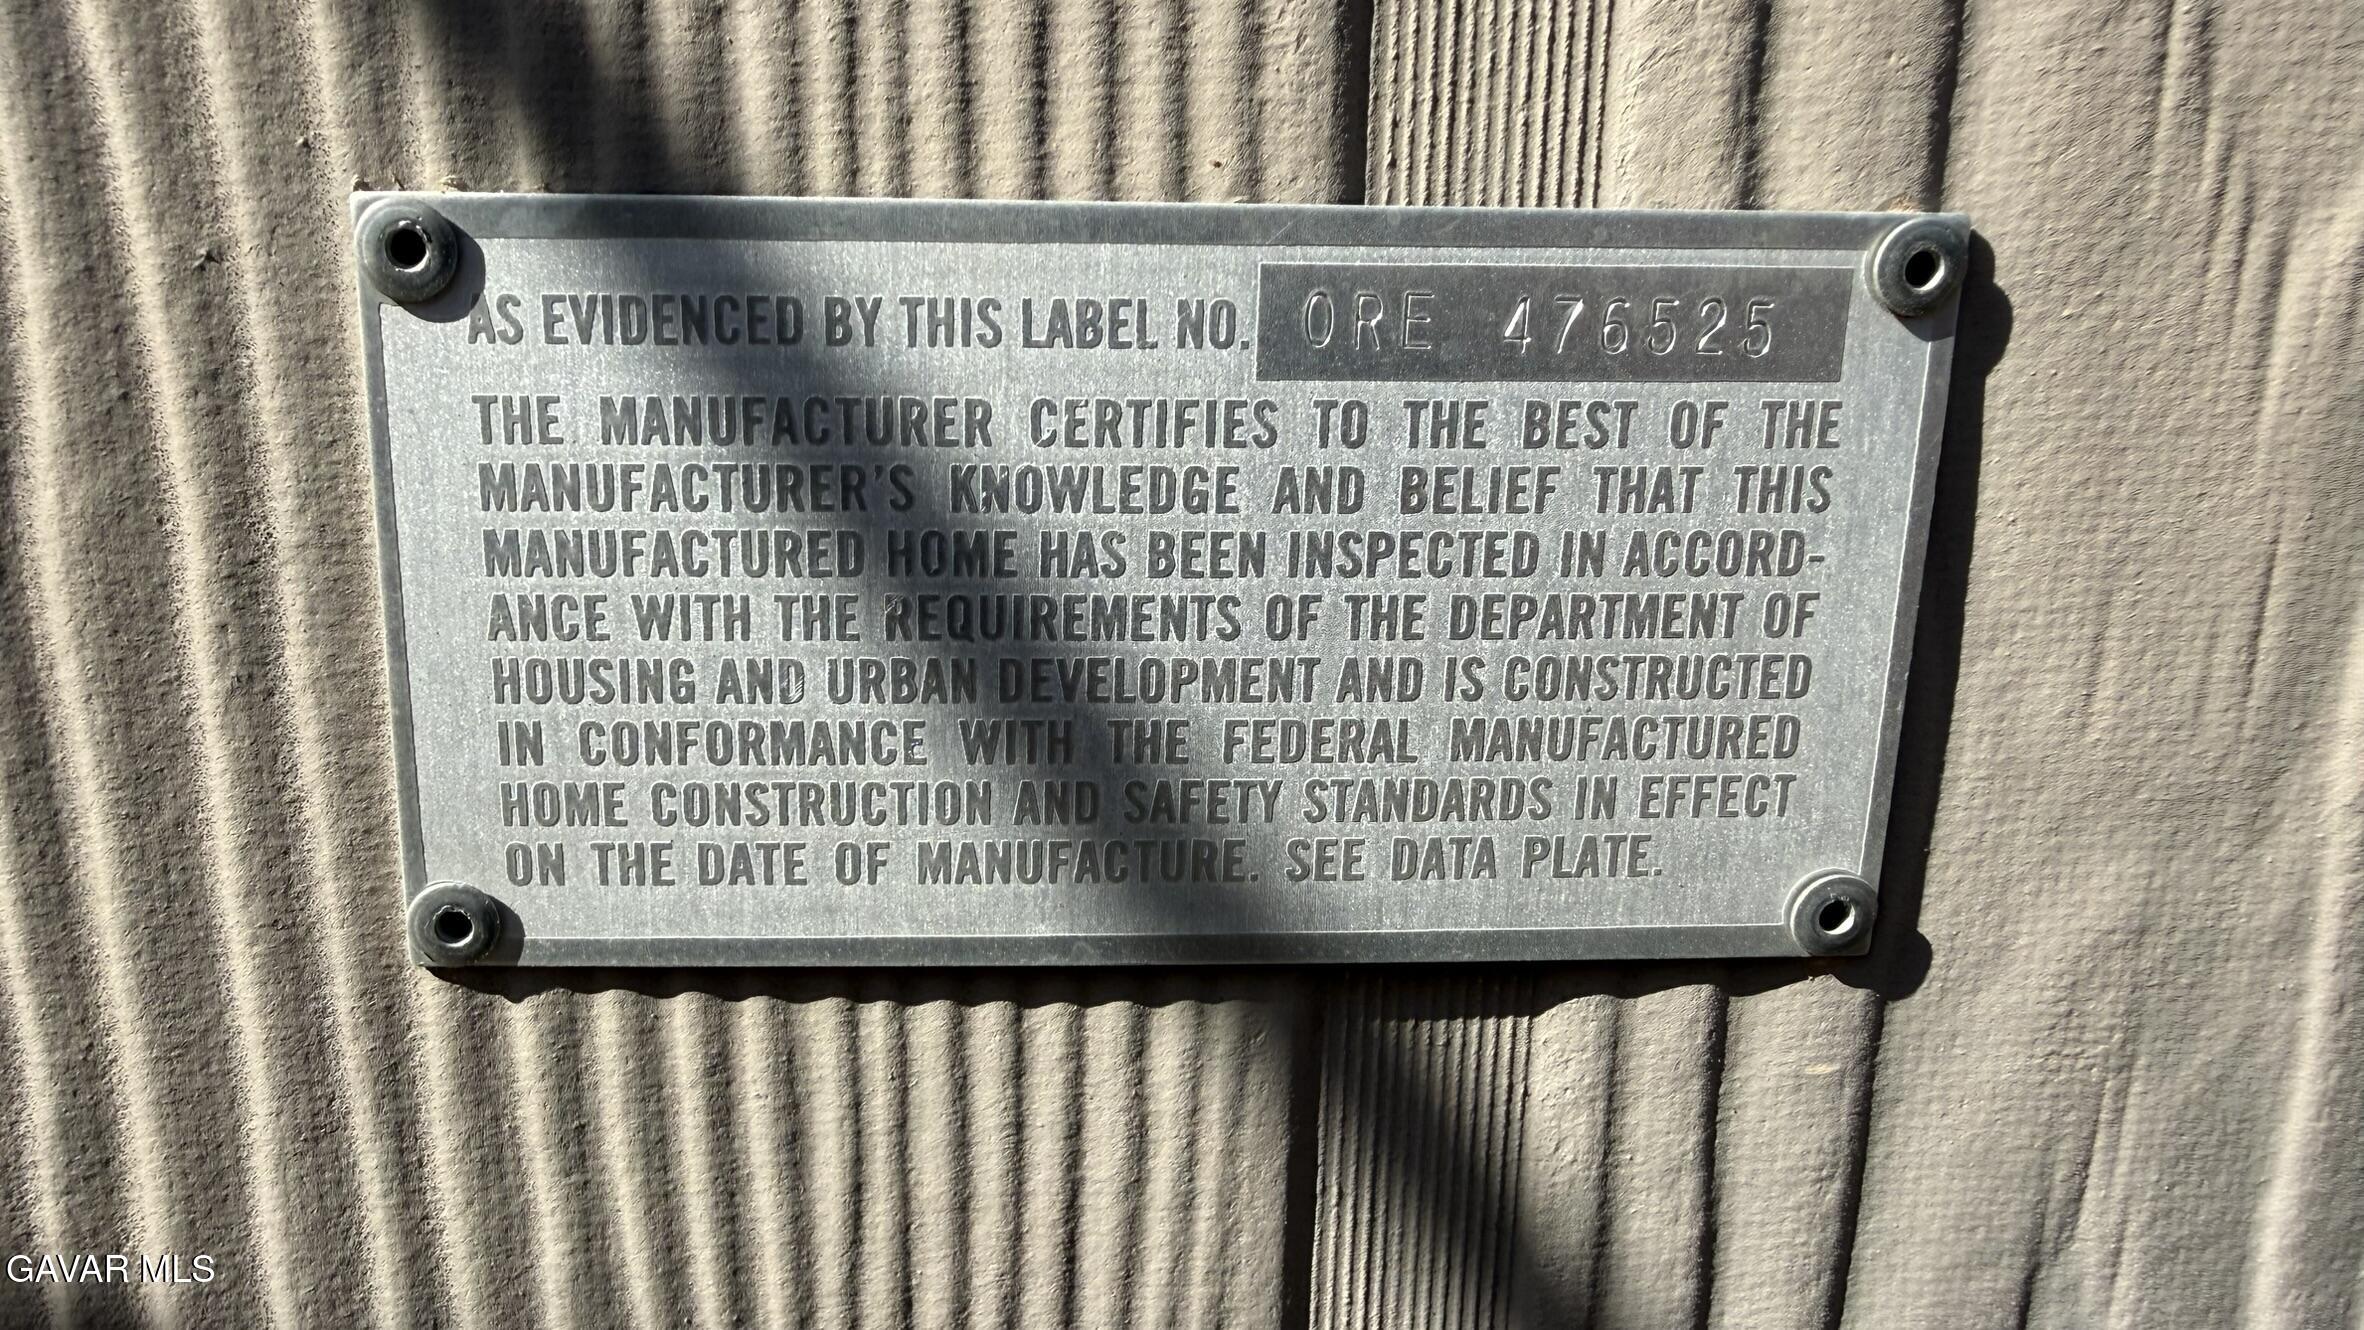 AS EVIDENCED BY THIS LABEL NO. ORE 476525
THE MANUFACTURER CERTIFIES TO THE BEST OF THE
MANUFACTURER'S KNOWLEDGE AND BELIEF THAT THIS
MANUFACTURED HOME HAS BEEN INSPECTED IN ACCORD-
ANCE WITH THE REQUIREMENTS OF THE DEPARTMENT OF
HOUSING AND URBAN DEVELOPMENT AND IS CONSTRUCTED
IN CONFORMANCE WITH THE FEDERAL MANUFACTURED
HOME CONSTRUCTION AND SAFETY STANDARDS IN EFFECT
ON THE DATE OF MANUFACTURE. SEE DATA PLATE.
GAVAR MLS